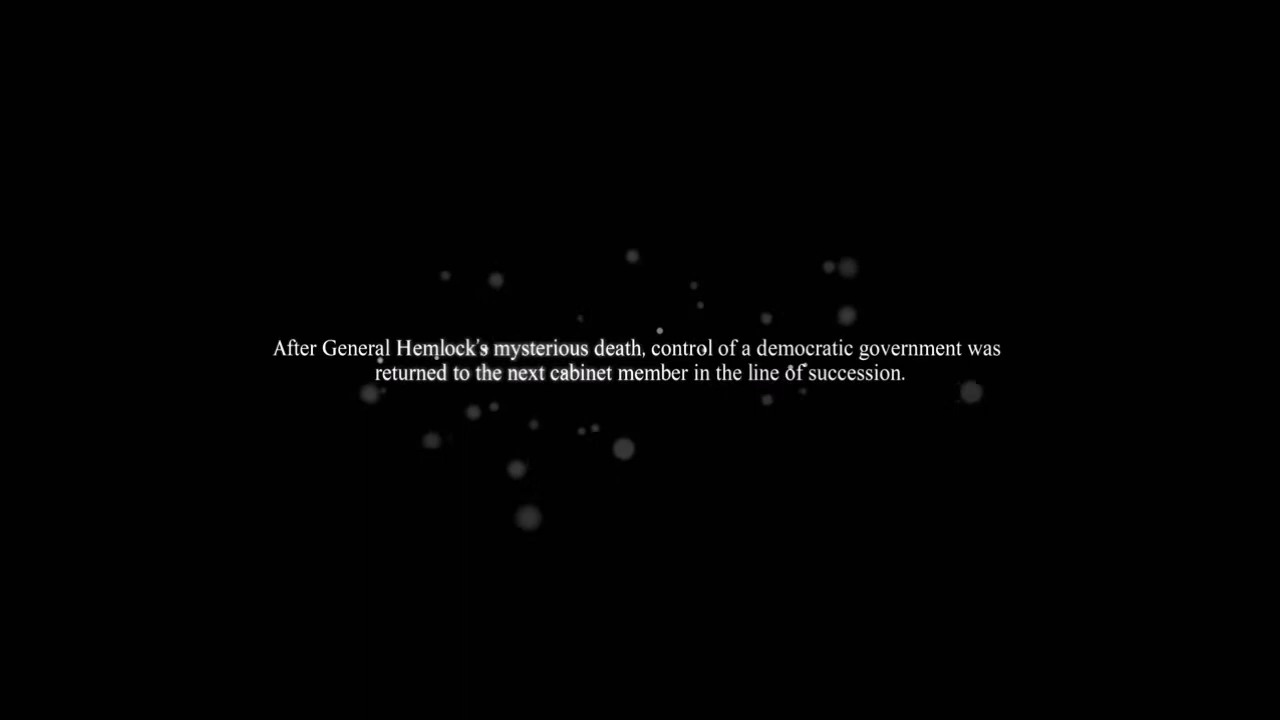 After General Hemlock's mysterious death, control of a democratic government was
returned to the next cabinet member in the line of succession.